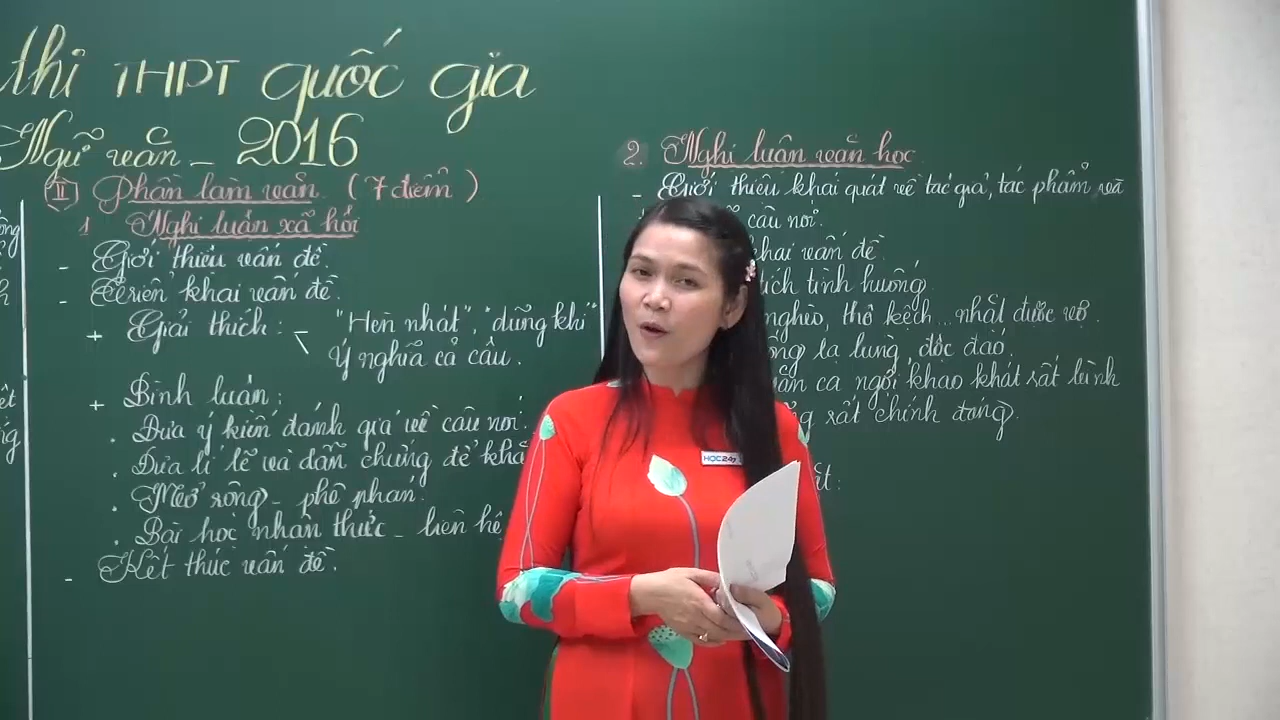 thi THPT quốc gia
Ngữ văn - 2016
II Phần làm văn (7 điểm)
1 Nghị luận xã hội
- Giới thiệu vấn đề.
- Triển khai vấn đề.
+ Giải thích: "Hèn nhát", "dũng khí"
Ý nghĩa cả câu.
+ Bình luận:
. Đưa ý kiến đánh giá về câu nói.
. Đưa lí lẽ và dẫn chứng để
. Mở rộng - phê phán.
. Bài học nhận thức - liên hệ
- Kết thúc vấn đề.
2. Nghị luận văn học
- Giới thiệu khái quát về tác giả, tác phẩm và
câu nói.
khai vấn đề.
tình huống
nghèo, thô kệch... nhặt được vợ.
lạ lùng, độc đáo.
ca ngợi khao khát rất bình
rất chính đáng.
HOC247